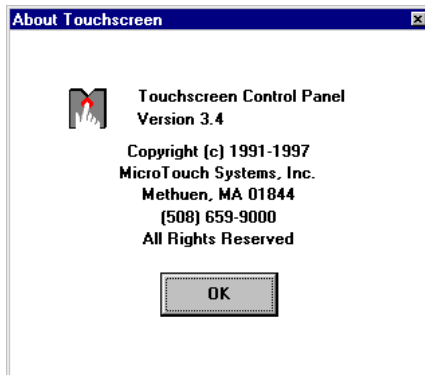 About Touchscreen
Touchscreen Control Panel
Version 3.4
Copyright (c) 1991-1997
MicroTouch Systems, Inc.
Methuen, MA 01844
(508) 659-9000
All Rights Reserved
OK